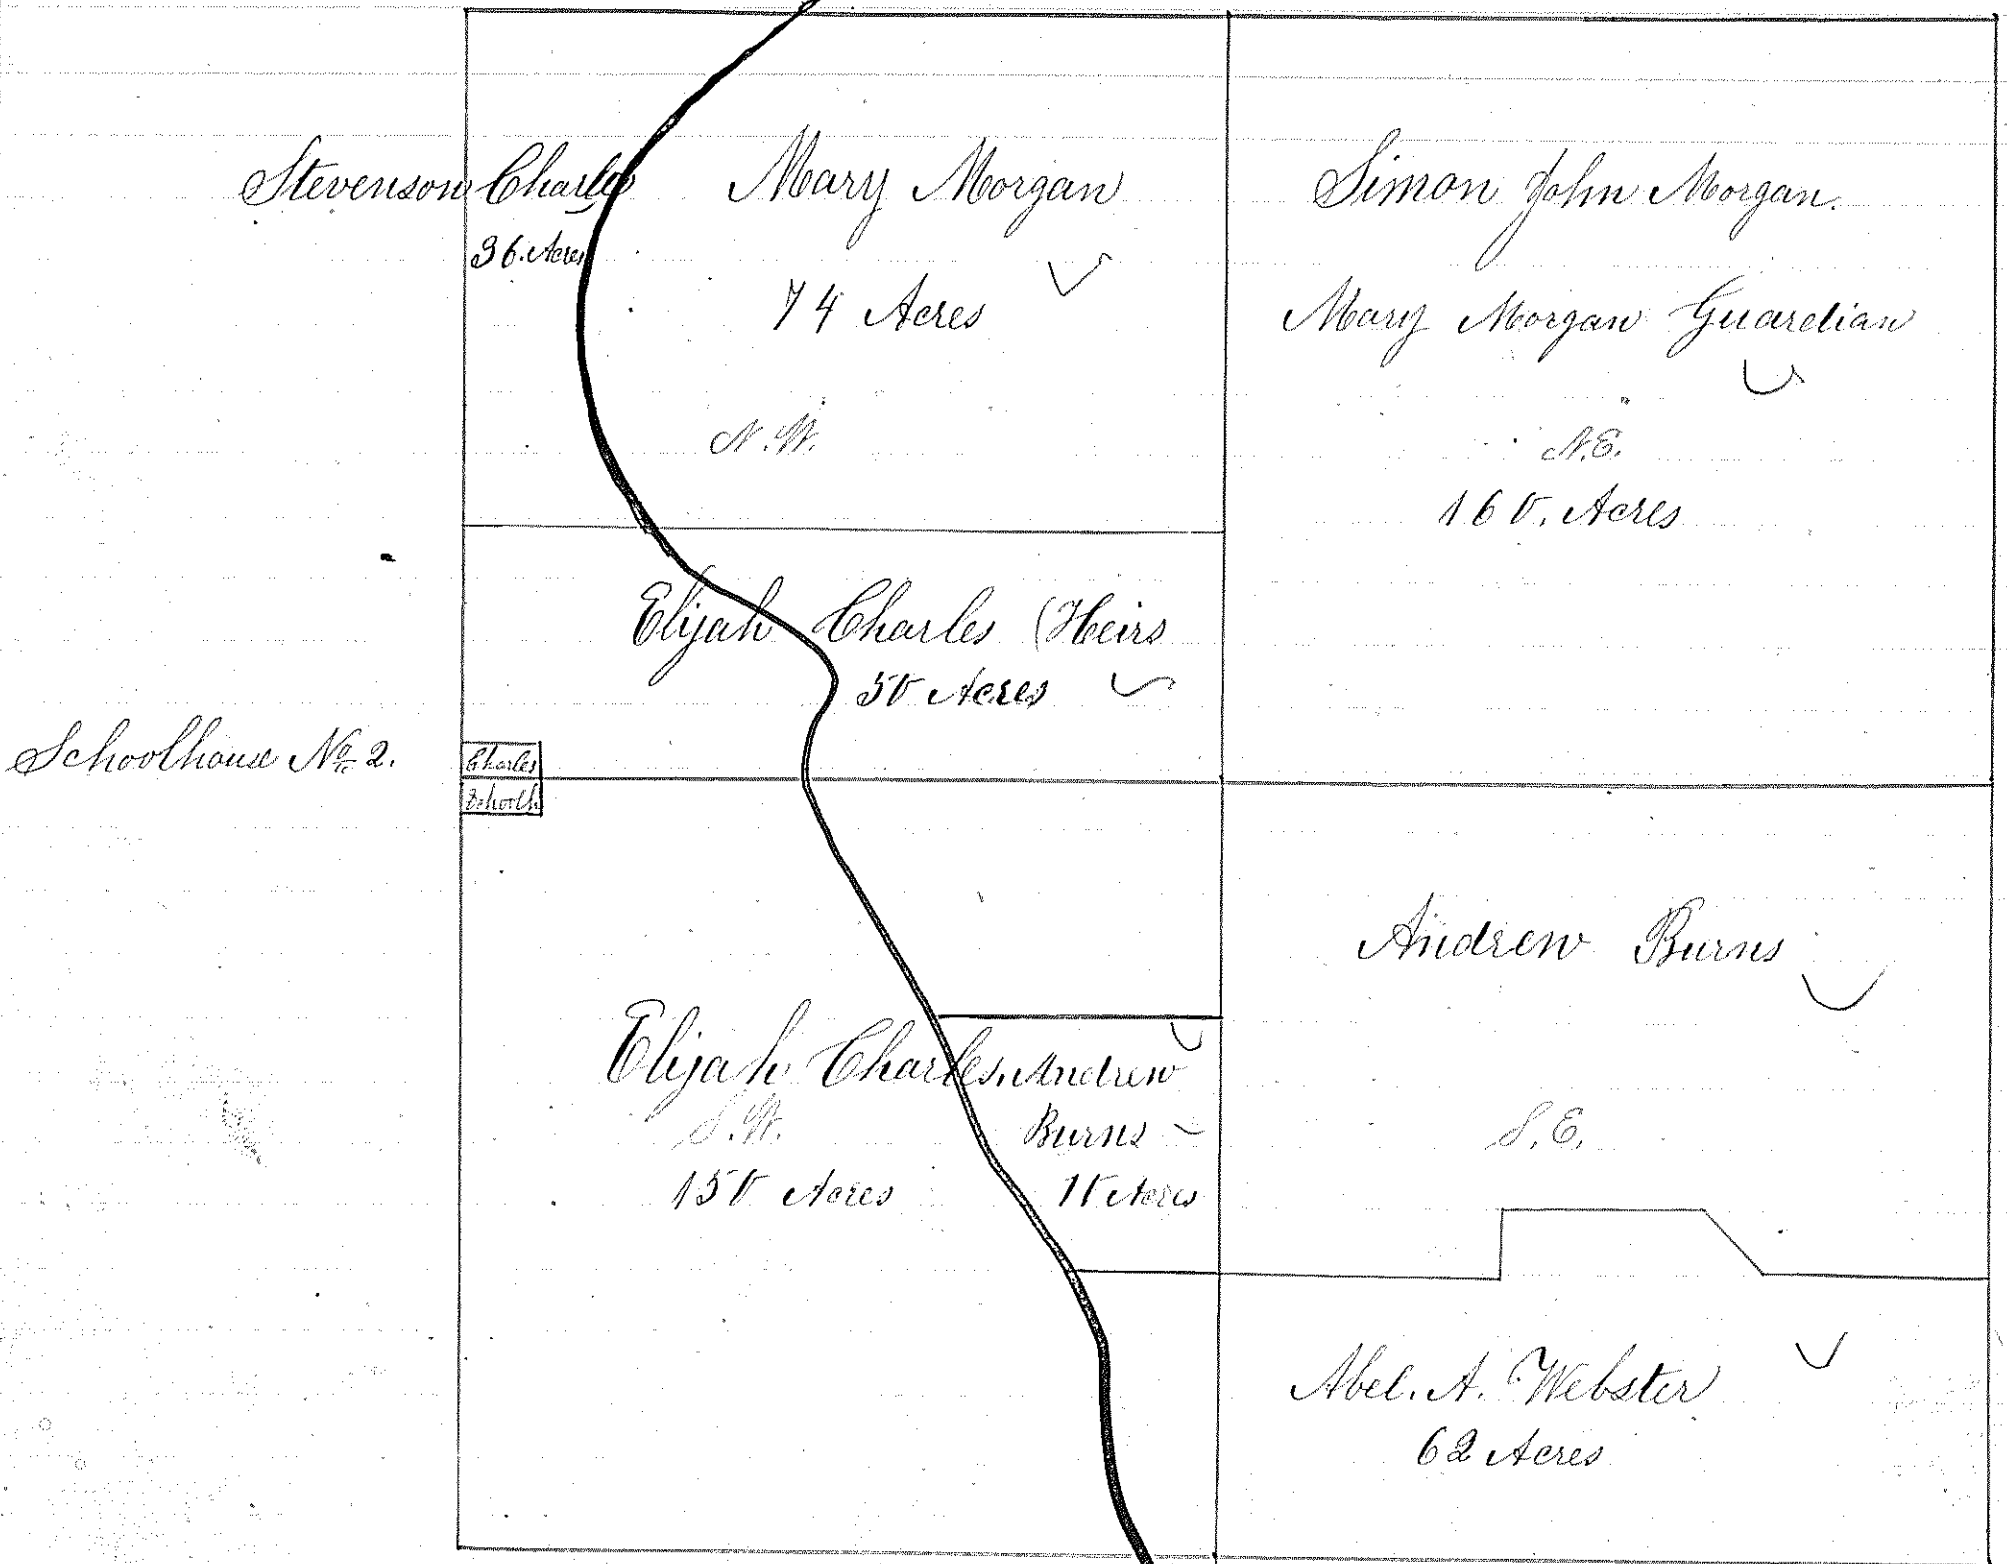 Stevenson Charles
36. Acres
Mary Morgan
74 Acres
N.W.
Simon John Morgan.
Mary Morgan Guardian
N.E.
160. Acres
Elijah Charles (Heirs
50 Acres
Schoolhouse No 2.
Charles
Schoolh
Andrew Burns
S.E.
Elijah Charles.
S.W.
150 Acres
Andrew
Burns
10 Acres
Abel. A. Webster
62 Acres